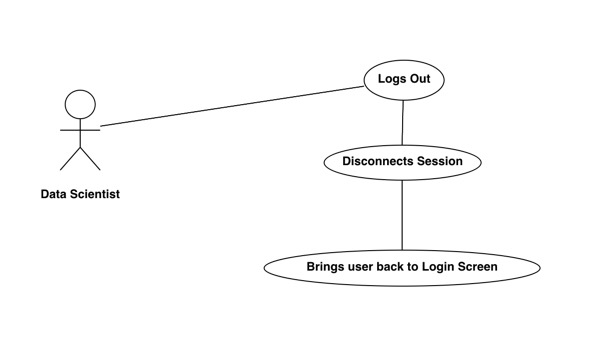 Logs Out
Disconnects Session
Data Scientist
Brings user back to Login Screen